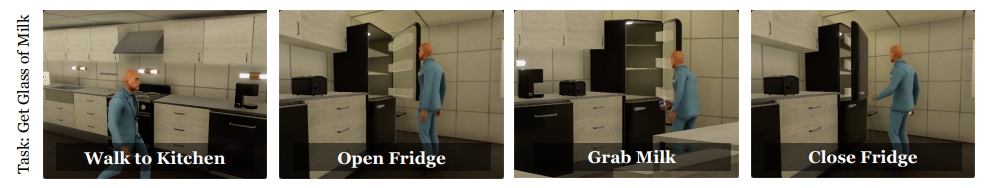 Task: Get Glass of Milk
Walk to Kitchen
Open Fridge
Grab Milk
Close Fridge